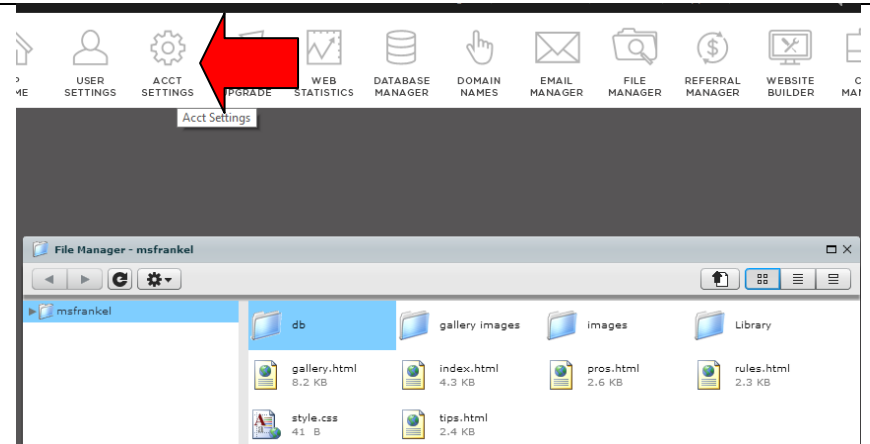 USER ACCT WEB DATABASE DOMAIN EMAIL FILE REFERRAL WEBSITE
SETTINGS SETTINGS UPGRADE STATISTICS MANAGER NAMES MANAGER MANAGER MANAGER BUILDER
Acct Settings
File Manager - msfrankel
msfrankel
db gallery images images Library
gallery.html index.html pros.html rules.html
8.2 KB 4.3 KB 2.6 KB 2.3 KB
style.css tips.html
41 B 2.4 KB